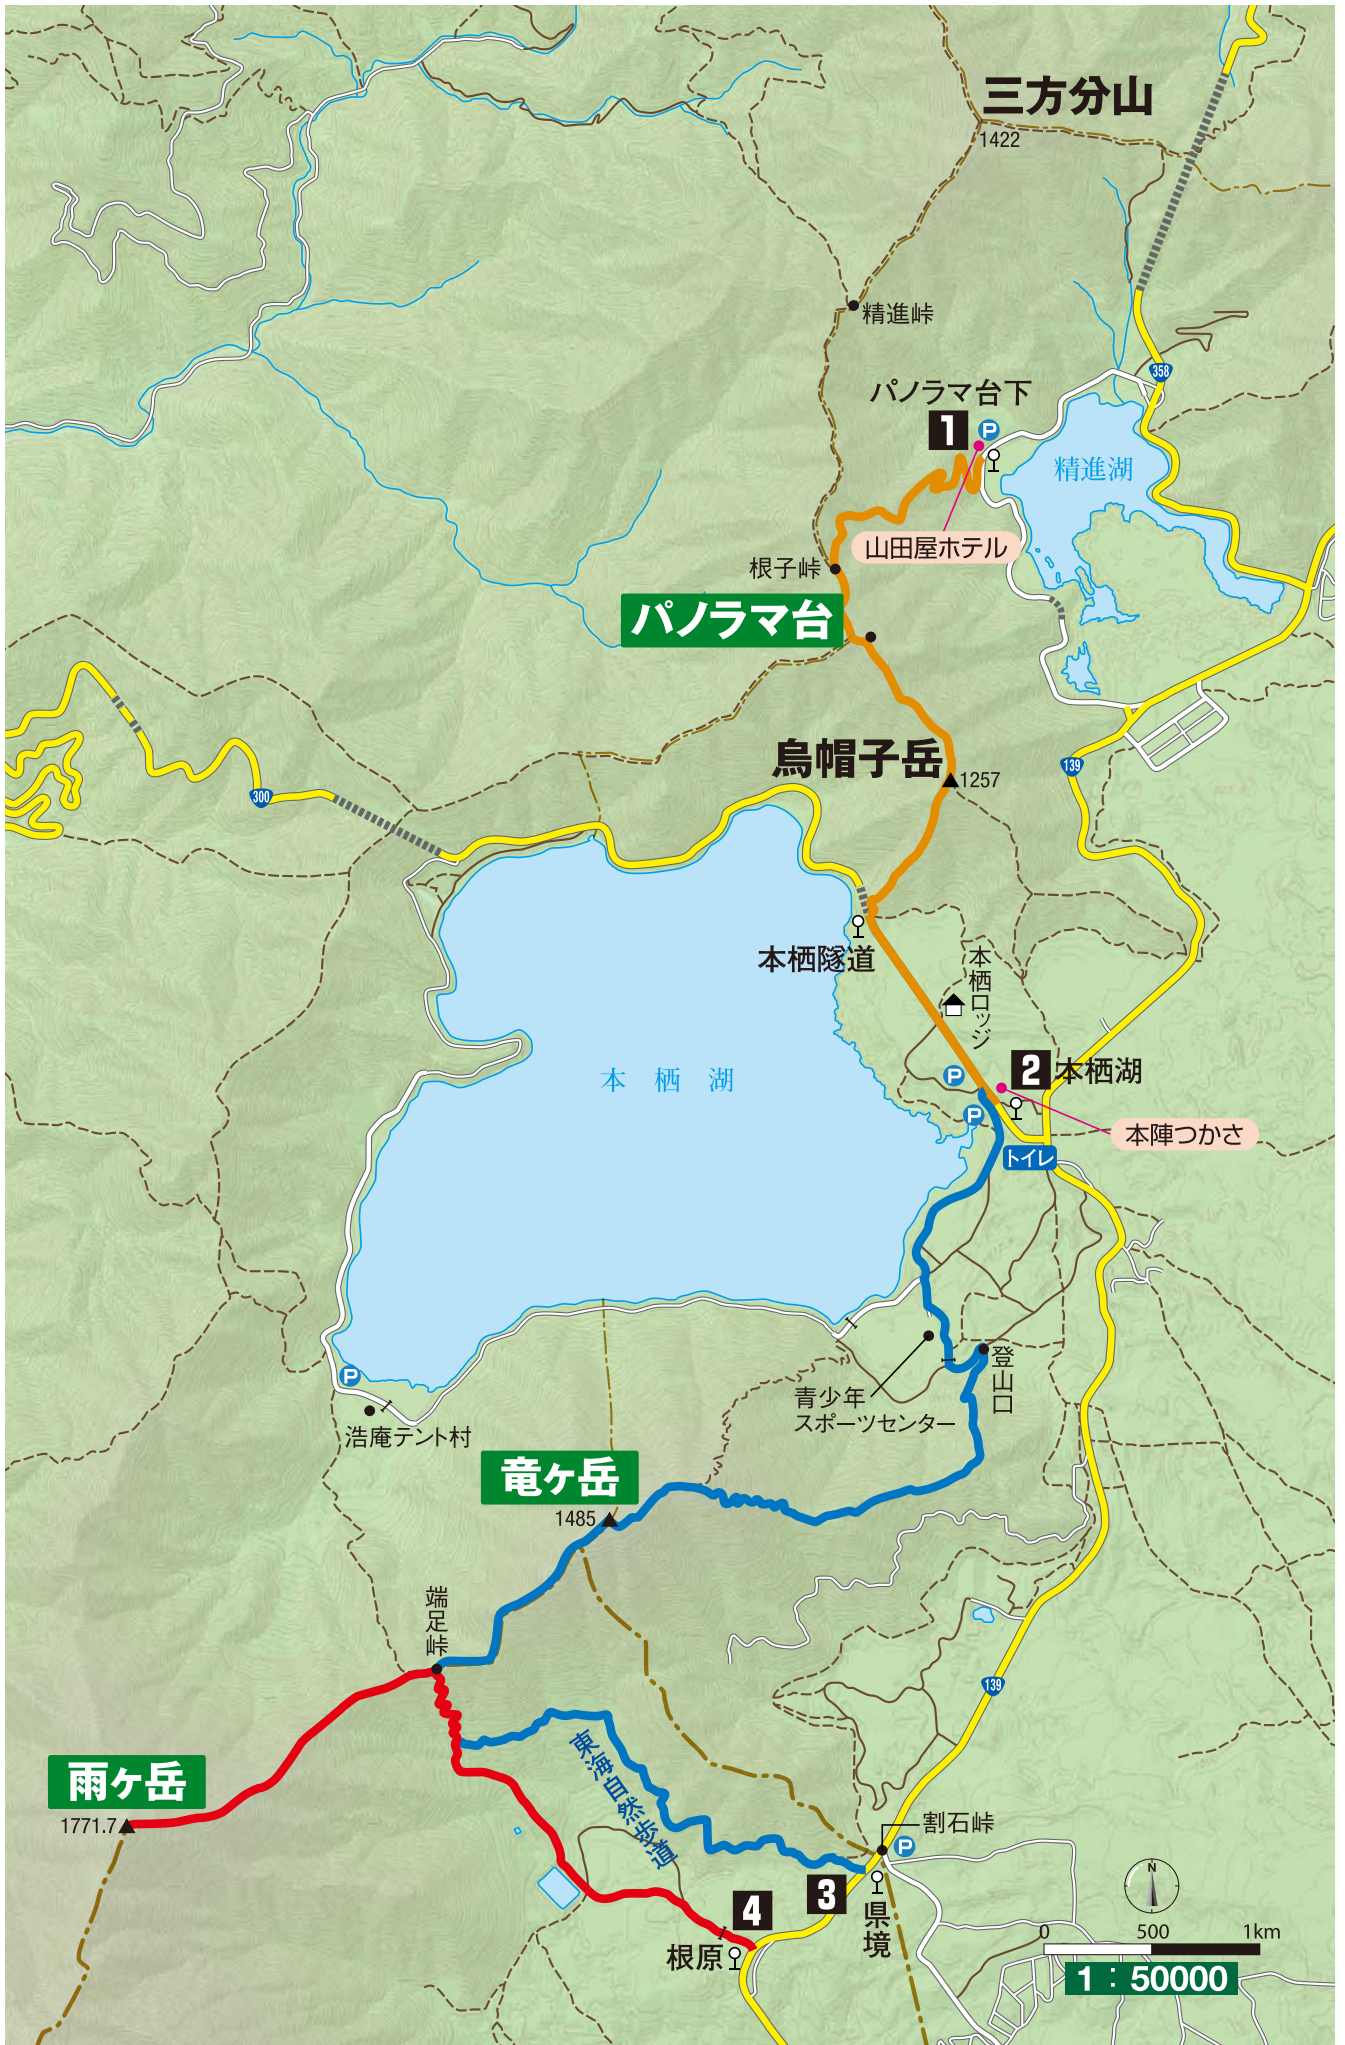 三方分山
1422
精進峠
358
パノラマ台下
1
P
精進湖
山田屋ホテル
根子峠
パノラマ台
烏帽子岳
1257
139
300
本栖隧道
本栖ロッジ
P
2
本栖湖
P
本陣つかさ
トイレ
本栖湖
登山口
青少年
スポーツセンター
P
浩庵テント村
竜ヶ岳
1485
端足峠
139
東海自然歩道
雨ヶ岳
1771.7
割石峠
P
3
県境
4
根原
N
0 500 1km
1：50000